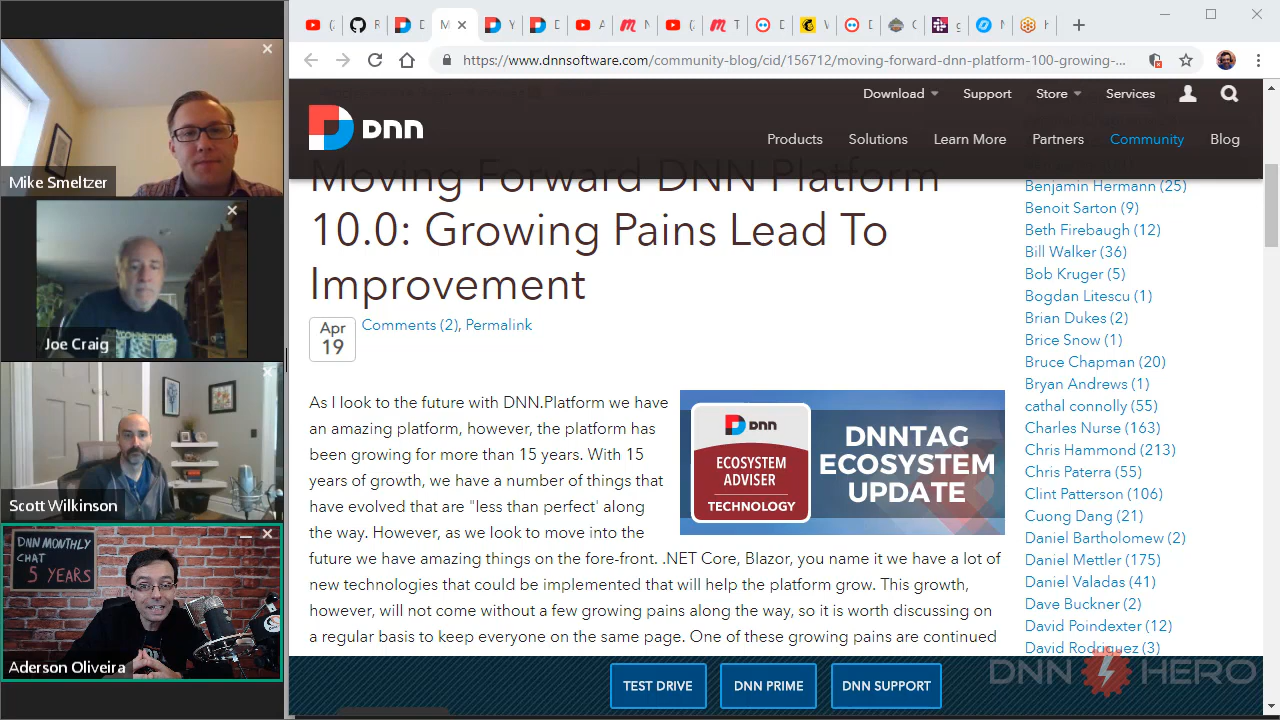 Mike Smeltzer
Joe Craig
Scott Wilkinson
DNN MONTHLY
CHAT
5 YEARS
Aderson Oliveira
https://www.dnnsoftware.com/community-blog/cid/156712/moving-forward-dnn-platform-100-growing-...
Download
Support
Store
Services
dnn
Products
Solutions
Learn More
Partners
Community
Blog
Moving Forward DNN Platform
10.0: Growing Pains Lead To
Improvement
Apr
19
Comments (2), Permalink
As I look to the future with DNN.Platform we have
an amazing platform, however, the platform has
been growing for more than 15 years. With 15
years of growth, we have a number of things that
have evolved that are "less than perfect' along
the way. However, as we look to move into the
future we have amazing things on the fore-front. .NET Core, Blazor, you name it we have a lot of
new technologies that could be implemented that will help the platform grow. This growth,
however, will not come without a few growing pains along the way, so it is worth discussing on
a regular basis to keep everyone on the same page. One of these growing pains are continued
dnn
ECOSYSTEM
ADVISER
TECHNOLOGY
DNNTAG
ECOSYSTEM
UPDATE
Benjamin Hermann (25)
Benoit Sarton (9)
Beth Firebaugh (12)
Bill Walker (36)
Bob Kruger (5)
Bogdan Litescu (1)
Brian Dukes (2)
Brice Snow (1)
Bruce Chapman (20)
Bryan Andrews (1)
cathal connolly (55)
Charles Nurse (163)
Chris Hammond (213)
Chris Paterra (55)
Clint Patterson (106)
Cuong Dang (21)
Daniel Bartholomew (2)
Daniel Mettler (175)
Daniel Valadas (41)
Dave Buckner (2)
David Poindexter (12)
David Rodriguez (3)
TEST DRIVE
DNN PRIME
DNN SUPPORT
DNN HERO